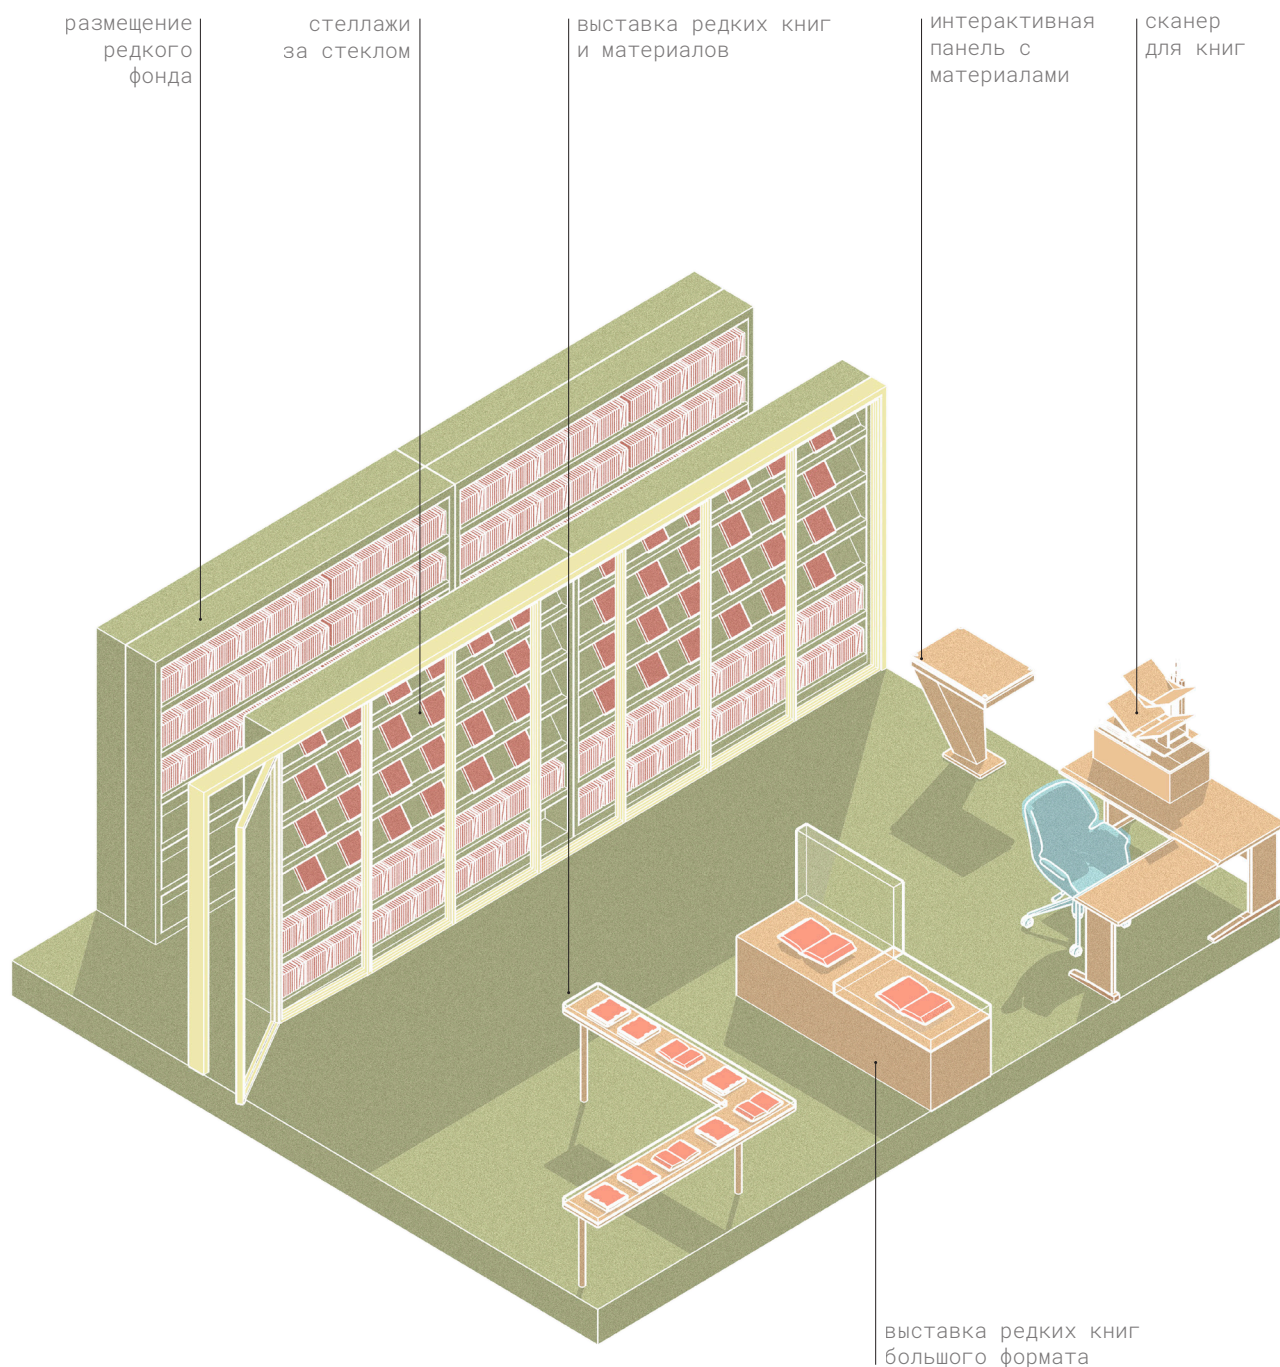 размещение
редкого
фонда
стеллажи
за стеклом
выставка редких книг
и материалов
интерактивная
панель с
материалами
сканер
для книг
выставка редких книг
большого формата